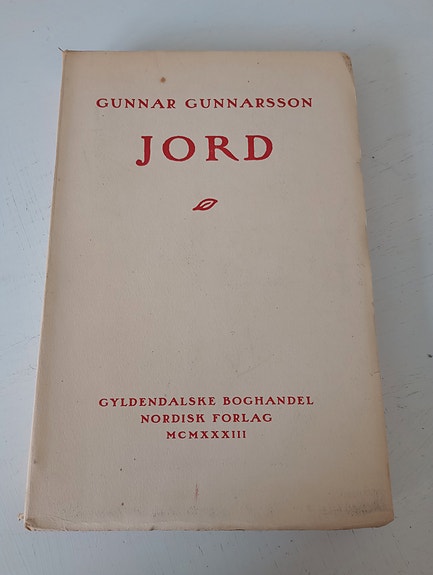 GUNNAR GUNNARSSON
JORD
GYLDENDALSKE BOGHANDEL
NORDISK FORLAG
MCMXXXIII